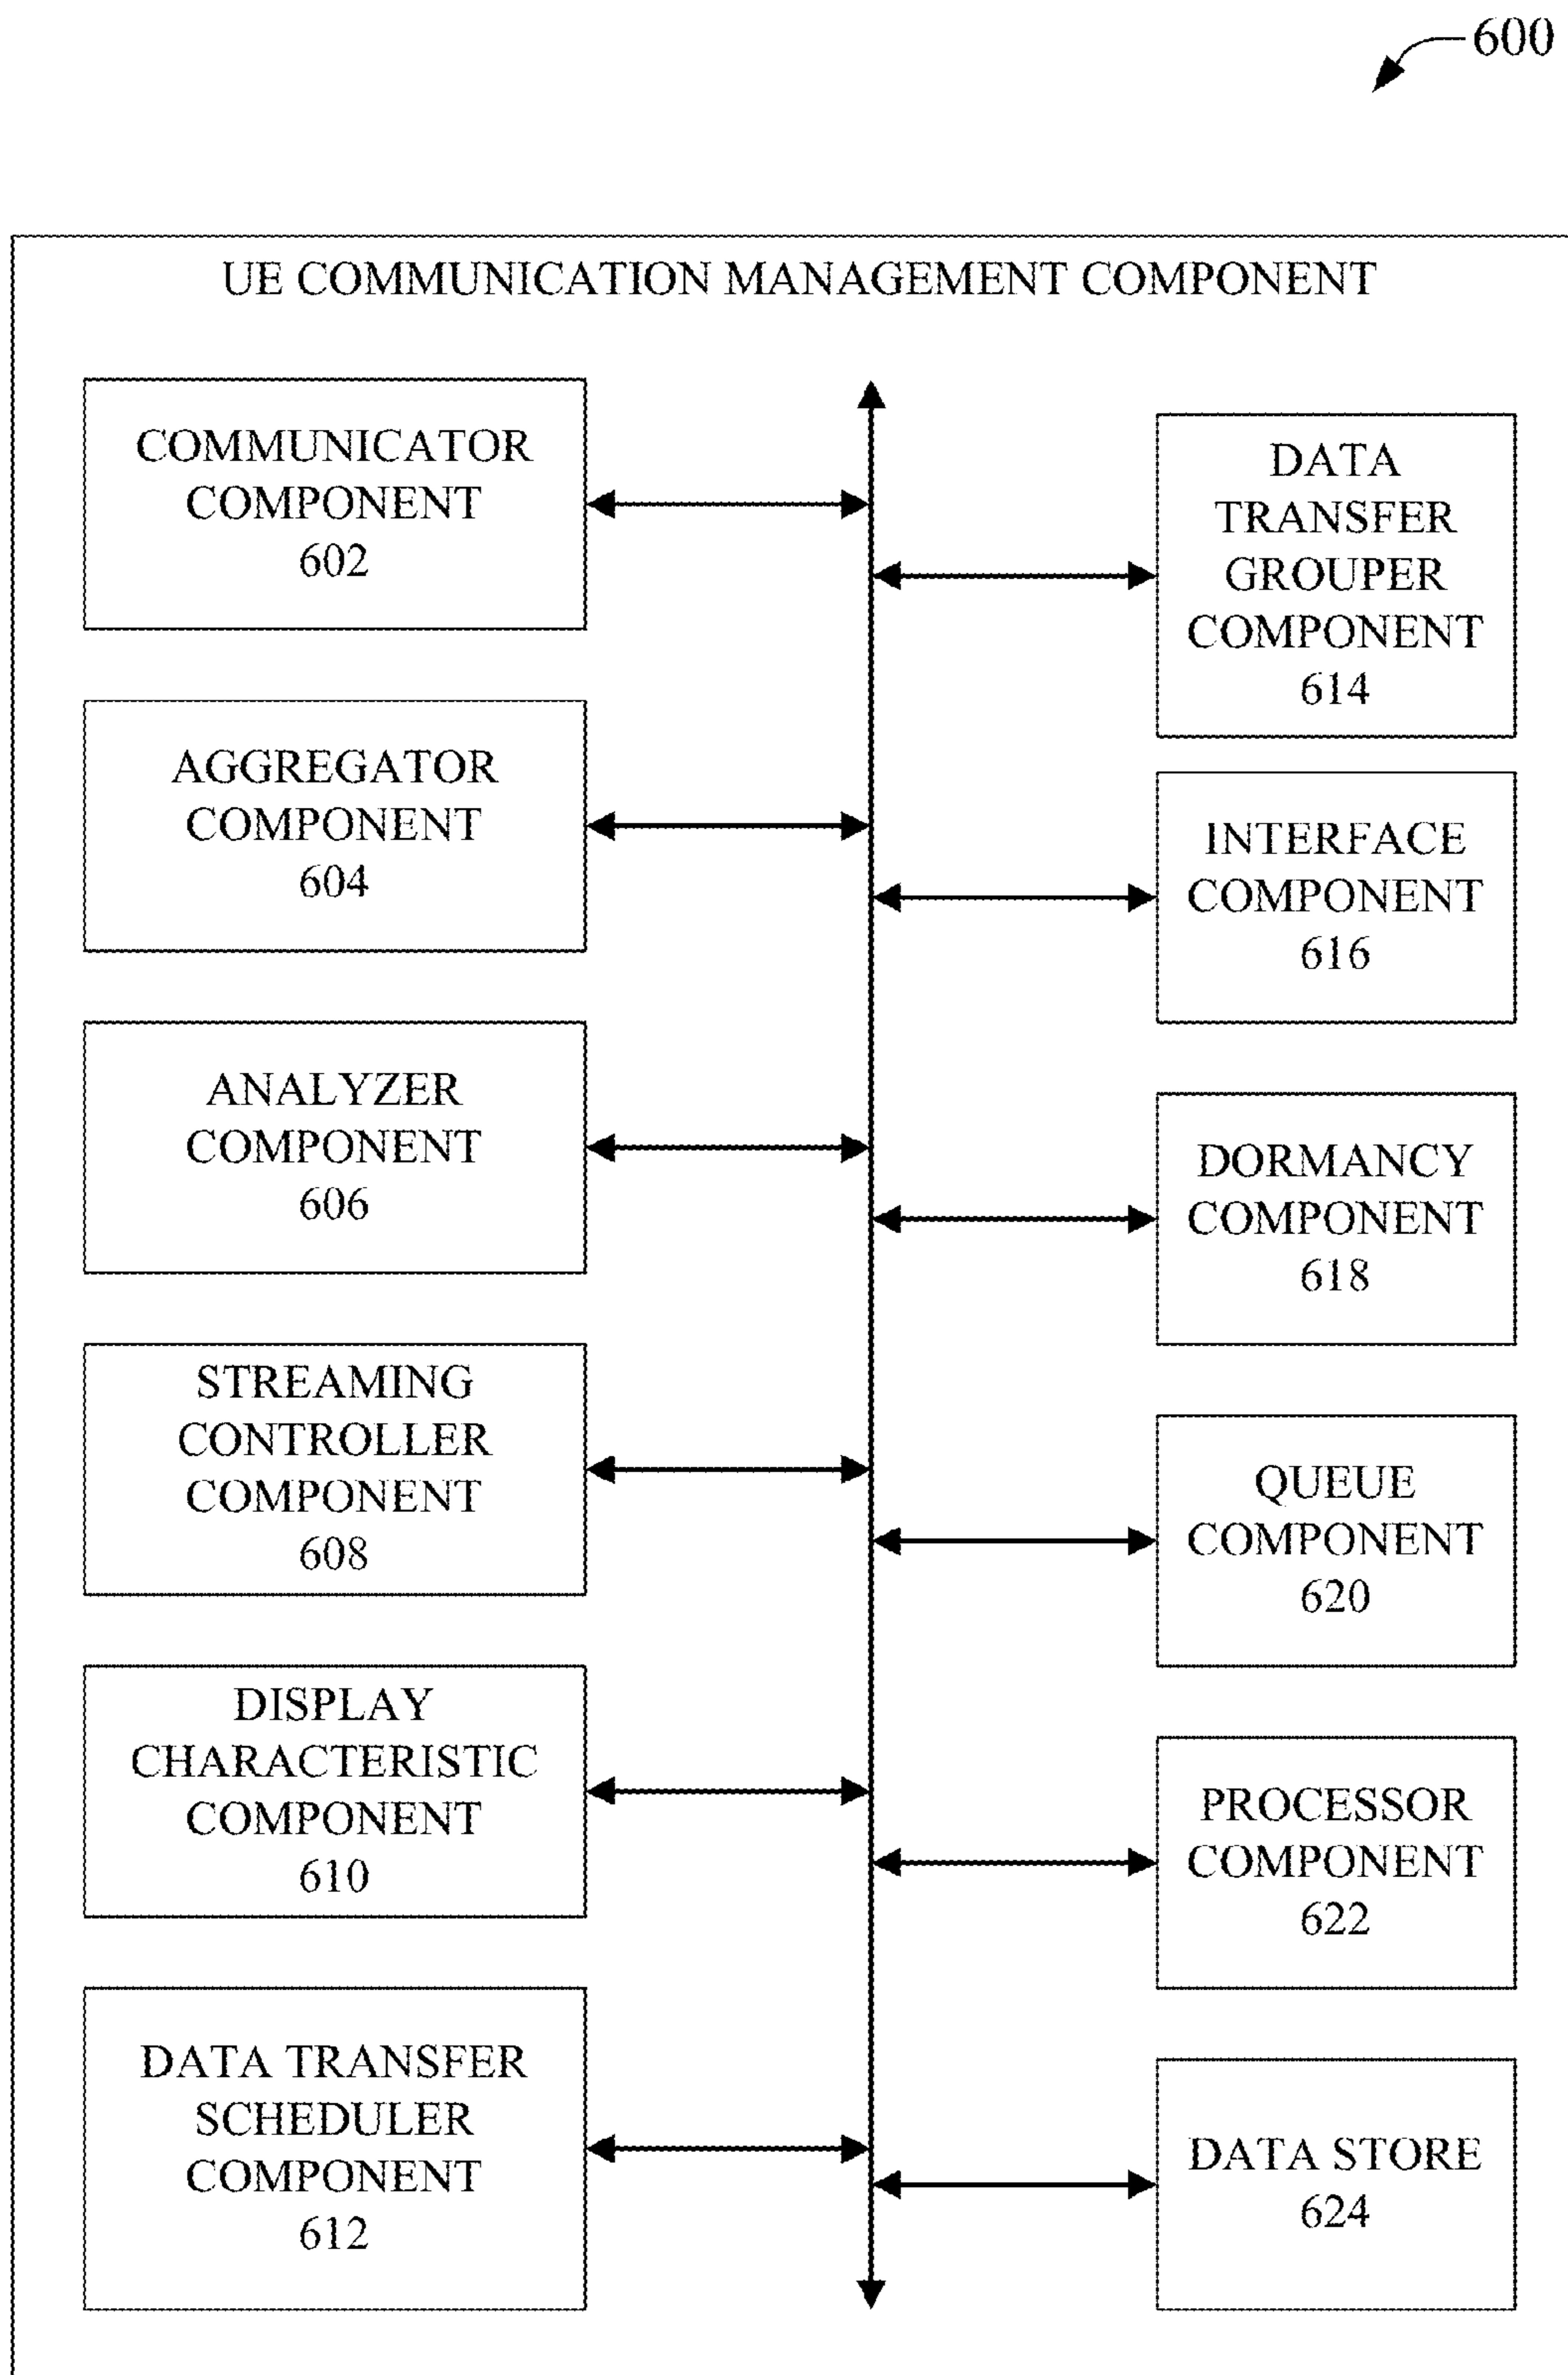 600
UE COMMUNICATION MANAGEMENT COMPONENT
COMMUNICATOR
COMPONENT
602
AGGREGATOR
COMPONENT
604
ANALYZER
COMPONENT
606
STREAMING
CONTROLLER
COMPONENT
608
DISPLAY
CHARACTERISTIC
COMPONENT
610
DATA TRANSFER
SCHEDULER
COMPONENT
612
DATA
TRANSFER
GROUPER
COMPONENT
614
INTERFACE
COMPONENT
616
DORMANCY
COMPONENT
618
QUEUE
COMPONENT
620
PROCESSOR
COMPONENT
622
DATA STORE
624